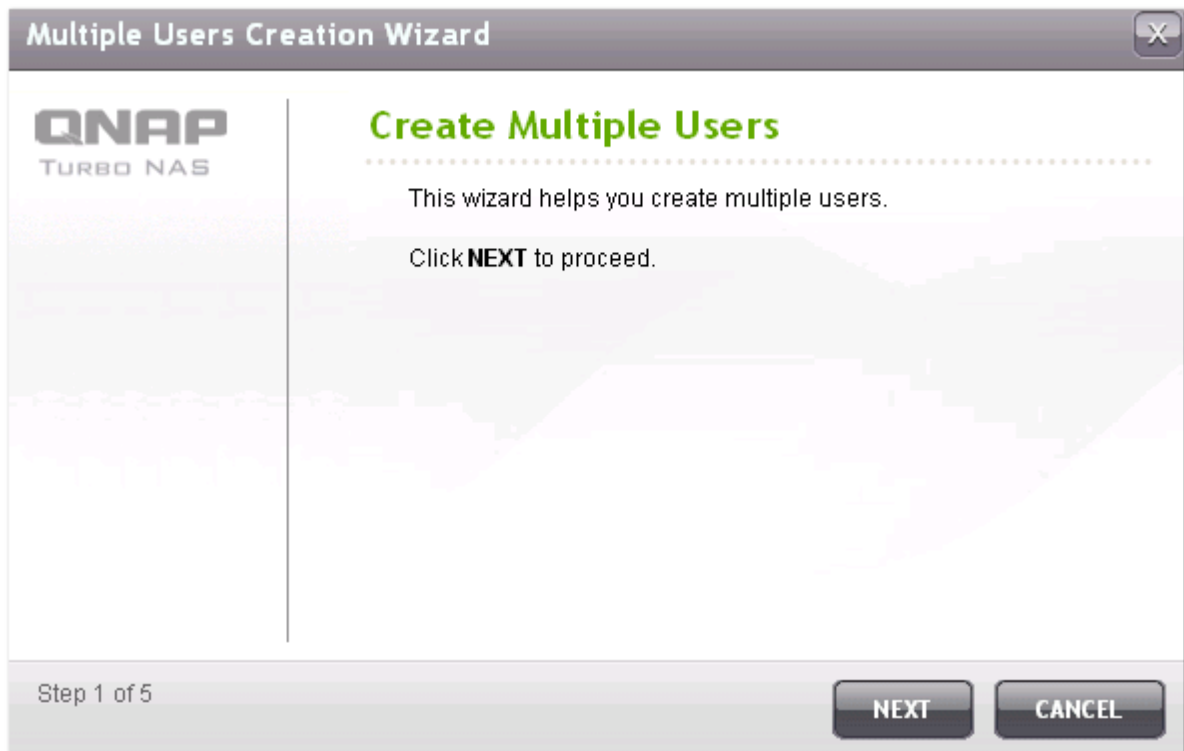 Multiple Users Creation Wizard
X
QNAP
TURBO NAS
Create Multiple Users
This wizard helps you create multiple users.
Click NEXT to proceed.
Step 1 of 5
NEXT
CANCEL